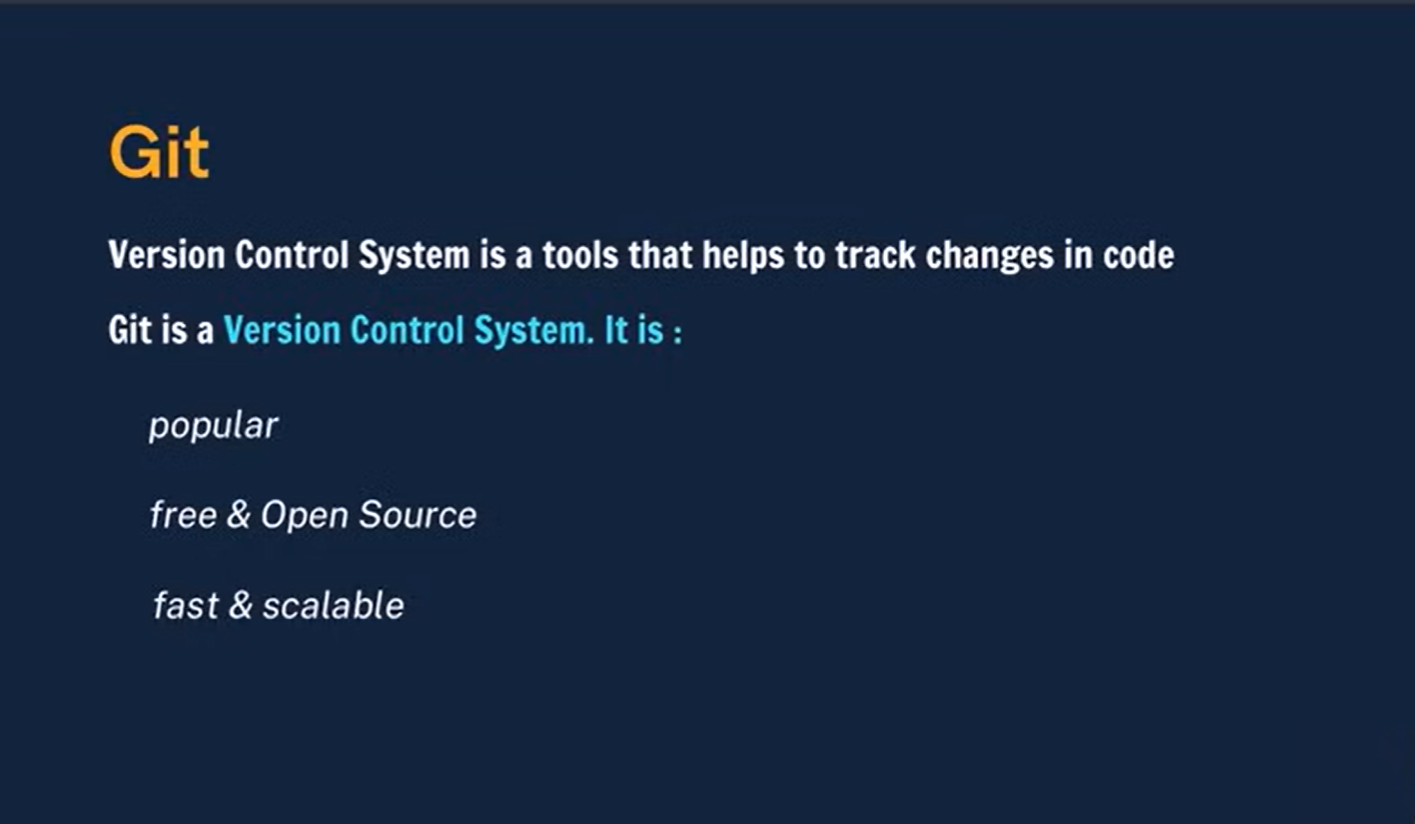 Git
Version Control System is a tools that helps to track changes in code
Git is a Version Control System. It is :
popular
free & Open Source
fast & scalable